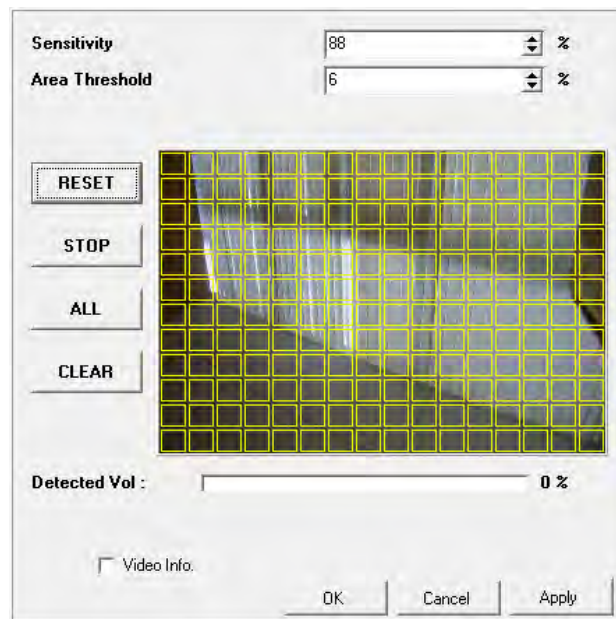 Sensitivity 88 %
Area Threshold 6 %
RESET
STOP
ALL
CLEAR
Detected Vol : 0 %
Video Info.
OK Cancel Apply